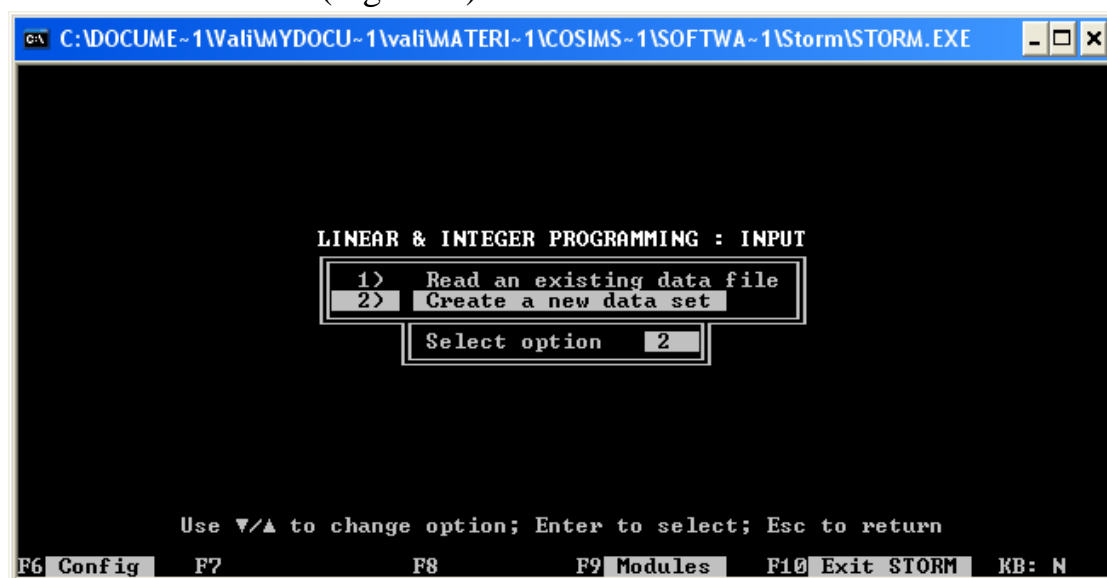 C:\DOCUME~1\Vali\MYDOCU~1\vali\MATERI~1\COSIMS~1\SOFTWA~1\Storm\STORM.EXE
LINEAR & INTEGER PROGRAMMING : INPUT
1) Read an existing data file
2) Create a new data set
Select option 2
Use ▼/▲ to change option; Enter to select; Esc to return
F6 Config F7 F8 F9 Modules F10 Exit STORM KB: N